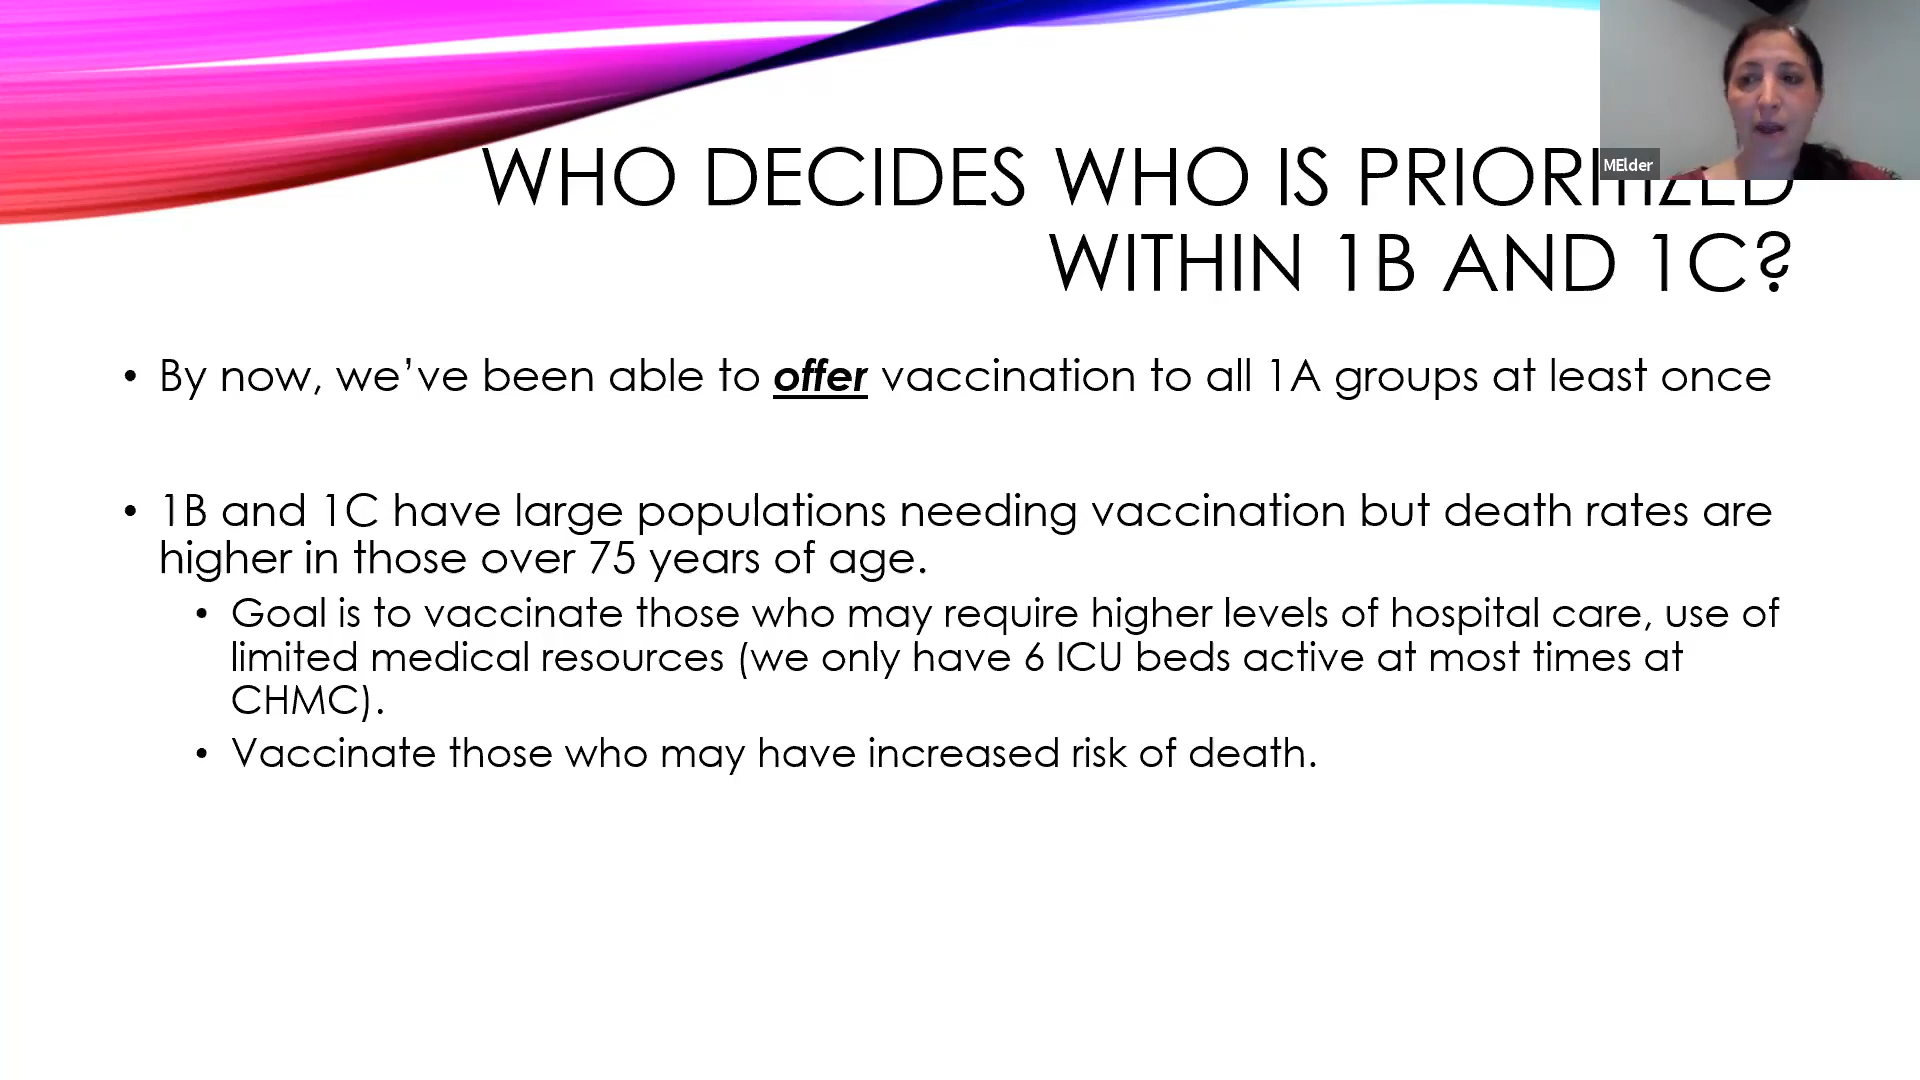 WHO DECIDES WHO IS PRIORITIZED
WITHIN 1B AND 1C?
MElder
• By now, we’ve been able to offer vaccination to all 1A groups at least once
• 1B and 1C have large populations needing vaccination but death rates are
higher in those over 75 years of age.
• Goal is to vaccinate those who may require higher levels of hospital care, use of
limited medical resources (we only have 6 ICU beds active at most times at
CHMC).
• Vaccinate those who may have increased risk of death.